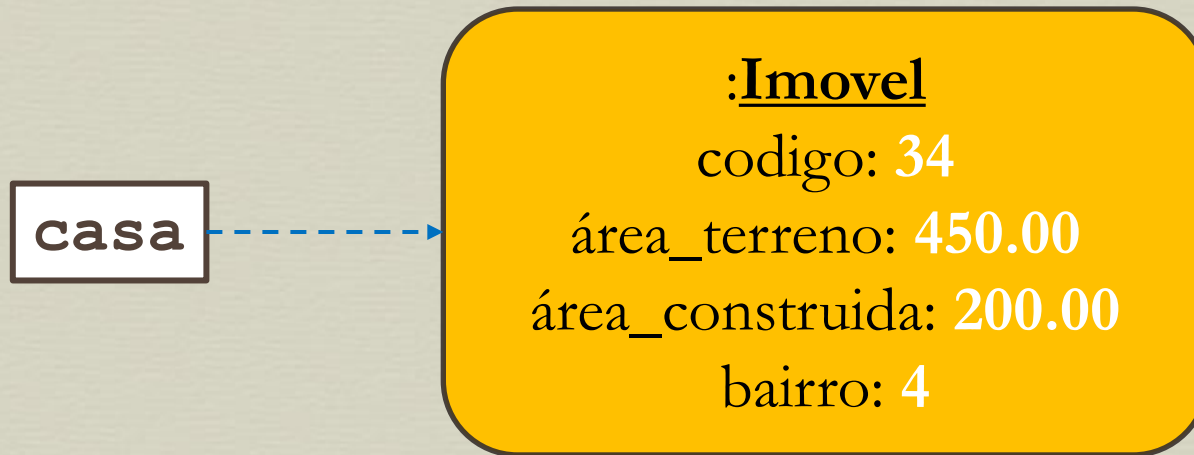 casa
:Imovel
codigo: 34
área_terreno: 450.00
área_construida: 200.00
bairro: 4